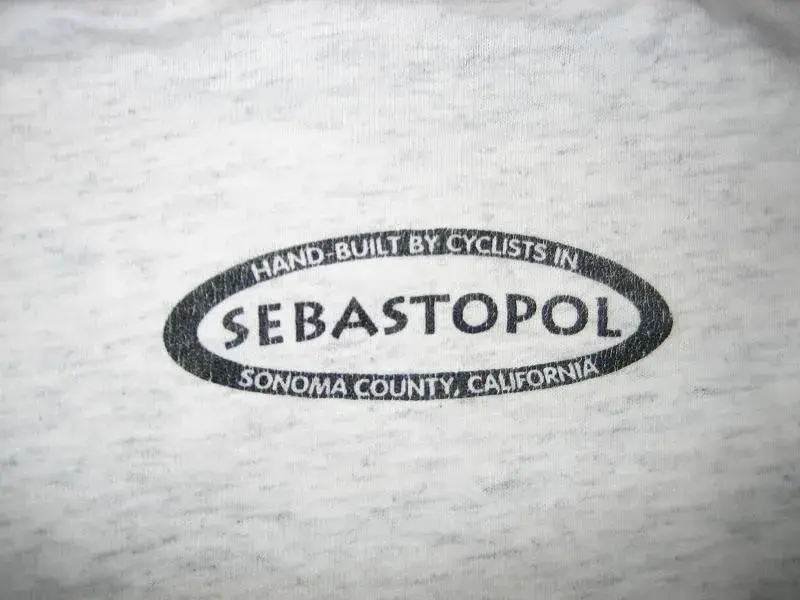 HAND-BUILT BY CYCLISTS IN
SEBASTOPOL
SONOMA COUNTY, CALIFORNIA